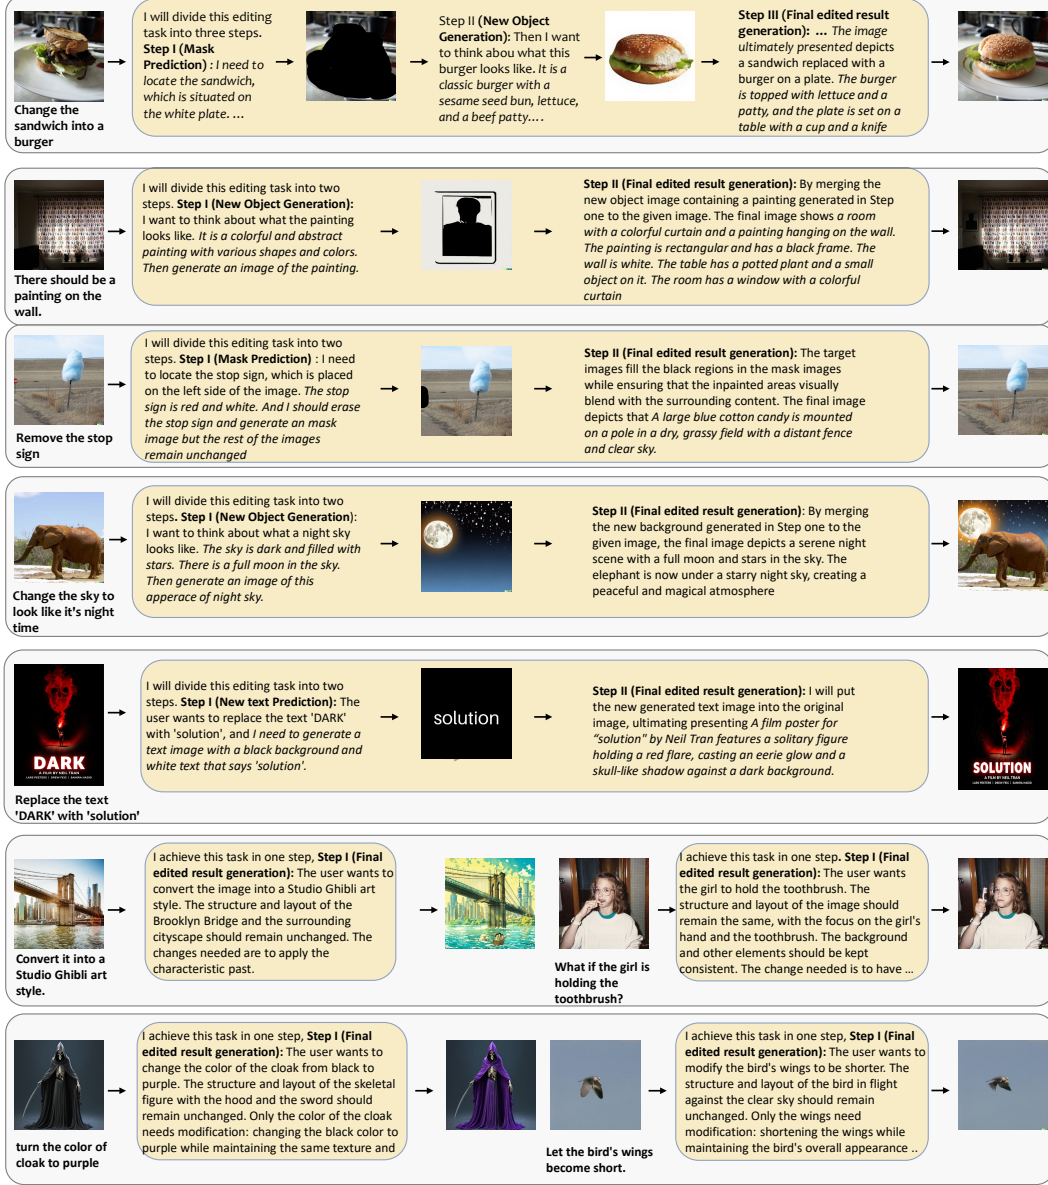 I will divide this editing
task into three steps.
Step I (Mask
Prediction) : I need to
locate the sandwich,
which is situated on
the white plate. ...
Step II (New Object
Generation): Then I want
to think abou what this
burger looks like. It is a
classic burger with a
sesame seed bun, lettuce,
and a beef patty....
Step III (Final edited result
generation): ... The image
ultimately presented depicts
a sandwich replaced with a
burger on a plate. The burger
is topped with lettuce and a
patty, and the plate is set on a
table with a cup and a knife
Change the
sandwich into a
burger
I will divide this editing task into two
steps. Step I (New Object Generation):
I want to think about what the painting
looks like. It is a colorful and abstract
painting with various shapes and colors.
Then generate an image of the painting.
Step II (Final edited result generation): By merging the
new object image containing a painting generated in Step
one to the given image. The final image shows a room
with a colorful curtain and a painting hanging on the wall.
The painting is rectangular and has a black frame. The
wall is white. The table has a potted plant and a small
object on it. The room has a window with a colorful
curtain
There should be a
painting on the
wall.
I will divide this editing task into two
steps. Step I (Mask Prediction) : I need
to locate the stop sign, which is placed
on the left side of the image. The stop
sign is red and white. And I should erase
the stop sign and generate an mask
image but the rest of the images
remain unchanged
Step II (Final edited result generation): The target
images fill the black regions in the mask images
while ensuring that the inpainted areas visually
blend with the surrounding content. The final image
depicts that A large blue cotton candy is mounted
on a pole in a dry, grassy field with a distant fence
and clear sky.
Remove the stop
sign
I will divide this editing task into two
steps. Step I (New Object Generation):
I want to think about what a night sky
looks like. The sky is dark and filled with
stars. There is a full moon in the sky.
Then generate an image of this
apperace of night sky.
Step II (Final edited result generation): By merging
the new background generated in Step one to the
given image, the final image depicts a serene night
scene with a full moon and stars in the sky. The
elephant is now under a starry night sky, creating a
peaceful and magical atmosphere
Change the sky to
look like it's night
time
DARK
A FILM BY NEIL TRAN
I will divide this editing task into two
steps. Step I (New text Prediction): The
user wants to replace the text 'DARK'
with 'solution', and I need to generate a
text image with a black background and
white text that says 'solution'.
solution
Step II (Final edited result generation): I will put
the new generated text image into the original
image, ultimating presenting A film poster for
“solution" by Neil Tran features a solitary figure
holding a red flare, casting an eerie glow and a
skull-like shadow against a dark background.
SOLUTION
A FILM BY NEIL TRAN
Replace the text
'DARK' with 'solution'
I achieve this task in one step, Step I (Final
edited result generation): The user wants to
convert the image into a Studio Ghibli art
style. The structure and layout of the
Brooklyn Bridge and the surrounding
cityscape should remain unchanged. The
changes needed are to apply the
characteristic past.
Convert it into a
Studio Ghibli art
style.
I achieve this task in one step. Step I (Final
edited result generation): The user wants
the girl to hold the toothbrush. The
structure and layout of the image should
remain the same, with the focus on the girl's
hand and the toothbrush. The background
and other elements should be kept
consistent. The change needed is to have ...
What if the girl is
holding the
toothbrush?
I achieve this task in one step, Step I (Final
edited result generation): The user wants to
change the color of the cloak from black to
purple. The structure and layout of the skeletal
figure with the hood and the sword should
remain unchanged. Only the color of the cloak
needs modification: changing the black color to
purple while maintaining the same texture and
turn the color of
cloak to purple
I achieve this task in one step, Step I (Final
edited result generation): The user wants to
modify the bird's wings to be shorter. The
structure and layout of the bird in flight
against the clear sky should remain
unchanged. Only the wings need
modification: shortening the wings while
maintaining the bird's overall appearance ..
Let the bird's wings
become short.